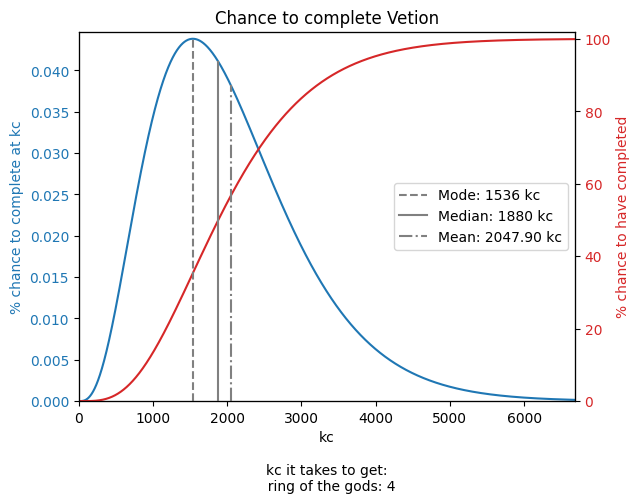 Chance to complete Vetion
% chance to complete at kc
0.040
0.035
0.030
0.025
0.020
0.015
0.010
0.005
0.000
100
80
60
40
20
0
% chance to have completed
Mode: 1536 kc
Median: 1880 kc
Mean: 2047.90 kc
0 1000 2000 3000 4000 5000 6000
kc
kc it takes to get:
ring of the gods: 4